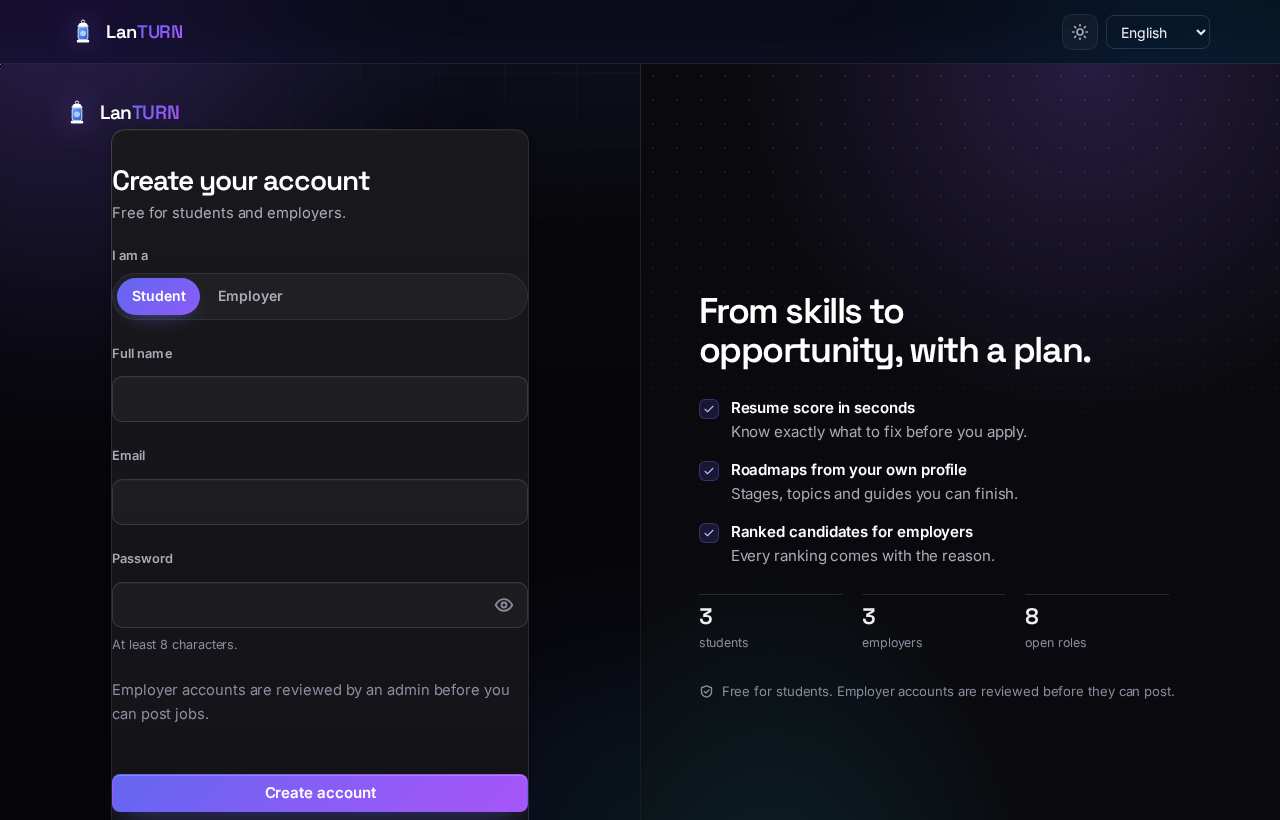 LanTURN
English
LanTURN
Create your account
Free for students and employers.
I am a
Student
Employer
Full name
Email
Password
At least 8 characters.
Employer accounts are reviewed by an admin before you
can post jobs.
Create account
From skills to
opportunity, with a plan.
Resume score in seconds
Know exactly what to fix before you apply.
Roadmaps from your own profile
Stages, topics and guides you can finish.
Ranked candidates for employers
Every ranking comes with the reason.
3
students
3
employers
8
open roles
Free for students. Employer accounts are reviewed before they can post.